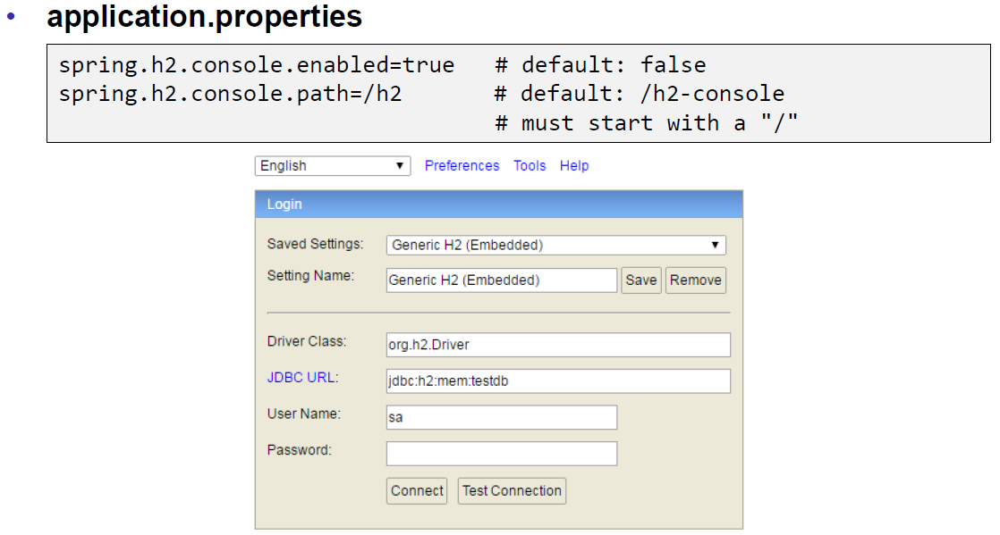 • application.properties
spring.h2.console.enabled=true # default: false
spring.h2.console.path=/h2 # default: /h2-console
# must start with a "/"
English Preferences Tools Help
Login
Saved Settings: Generic H2 (Embedded)
Setting Name: Generic H2 (Embedded) Save Remove
Driver Class: org.h2.Driver
JDBC URL: jdbc:h2:mem:testdb
User Name: sa
Password:
Connect Test Connection